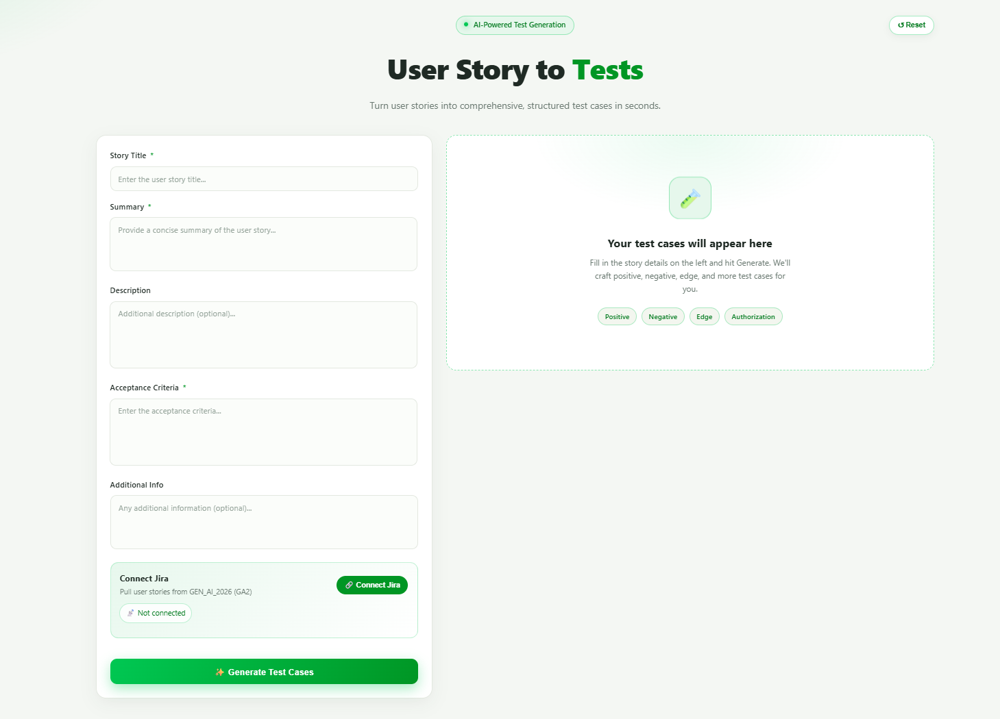 AI-Powered Test Generation
↺ Reset
User Story to Tests
Turn user stories into comprehensive, structured test cases in seconds.
Story Title *
Enter the user story title...
Summary *
Provide a concise summary of the user story...
Description
Additional description (optional)...
Acceptance Criteria *
Enter the acceptance criteria...
Additional Info
Any additional information (optional)...
Connect Jira
Pull user stories from GEN_AI_2026 (GA2)
🔗 Connect Jira
Not connected
✨ Generate Test Cases
Your test cases will appear here
Fill in the story details on the left and hit Generate. We'll
craft positive, negative, edge, and more test cases for
you.
Positive
Negative
Edge
Authorization